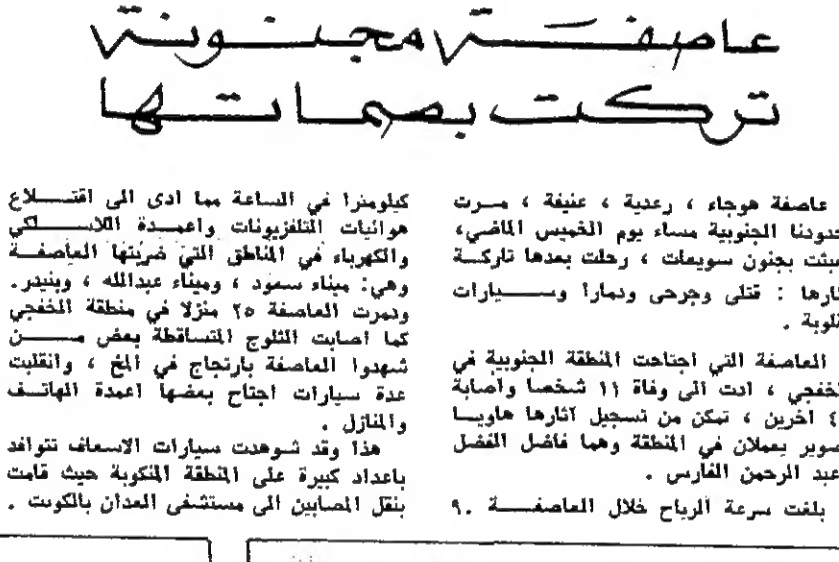 عاصفة مجنونة
تركت بصماتها
عاصفة هوجاء ، رعدية ، عنيفة ، مرت
حدودنا الجنوبية مساء يوم الخميس الماضي،
بجنون سويعات ، رحلت بعدها تاركة
: قتلى وجرحى ودمارا وسيارات
العاصفة التي اجتاحت المنطقة الجنوبية في
الخفجي ، ادت الى وفاة ١١ شخصا واصابة
اخرين ، تمكن من تسجيل آثارها هاويا
يعملان في المنطقة وهما فاضل الفضل
عبد الرحمن الفارس .
بلغت سرعة الرياح خلال العاصفة ٩٠
كيلومترا في الساعة مما ادى الى اقتلاع
هوائيات التلفزيونات واعمدة اللاسلكي
والكهرباء في المناطق التي ضربتها العاصفة
وهي: ميناء سعود ، وميناء عبدالله ، وبنيدر.
ودمرت العاصفة ٢٥ منزلا في منطقة الخفجي
كما اصابت الثلوج المتساقطة بعض من
شهدوا العاصفة بارتجاج في المخ ، وانقلبت
عدة سيارات اجتاح بعضها اعمدة الهاتف
والمنازل .
هذا وقد شوهدت سيارات الاسعاف تتوافد
باعداد كبيرة على المنطقة المنكوبة حيث قامت
بنقل المصابين الى مستشفى العدان بالكويت .